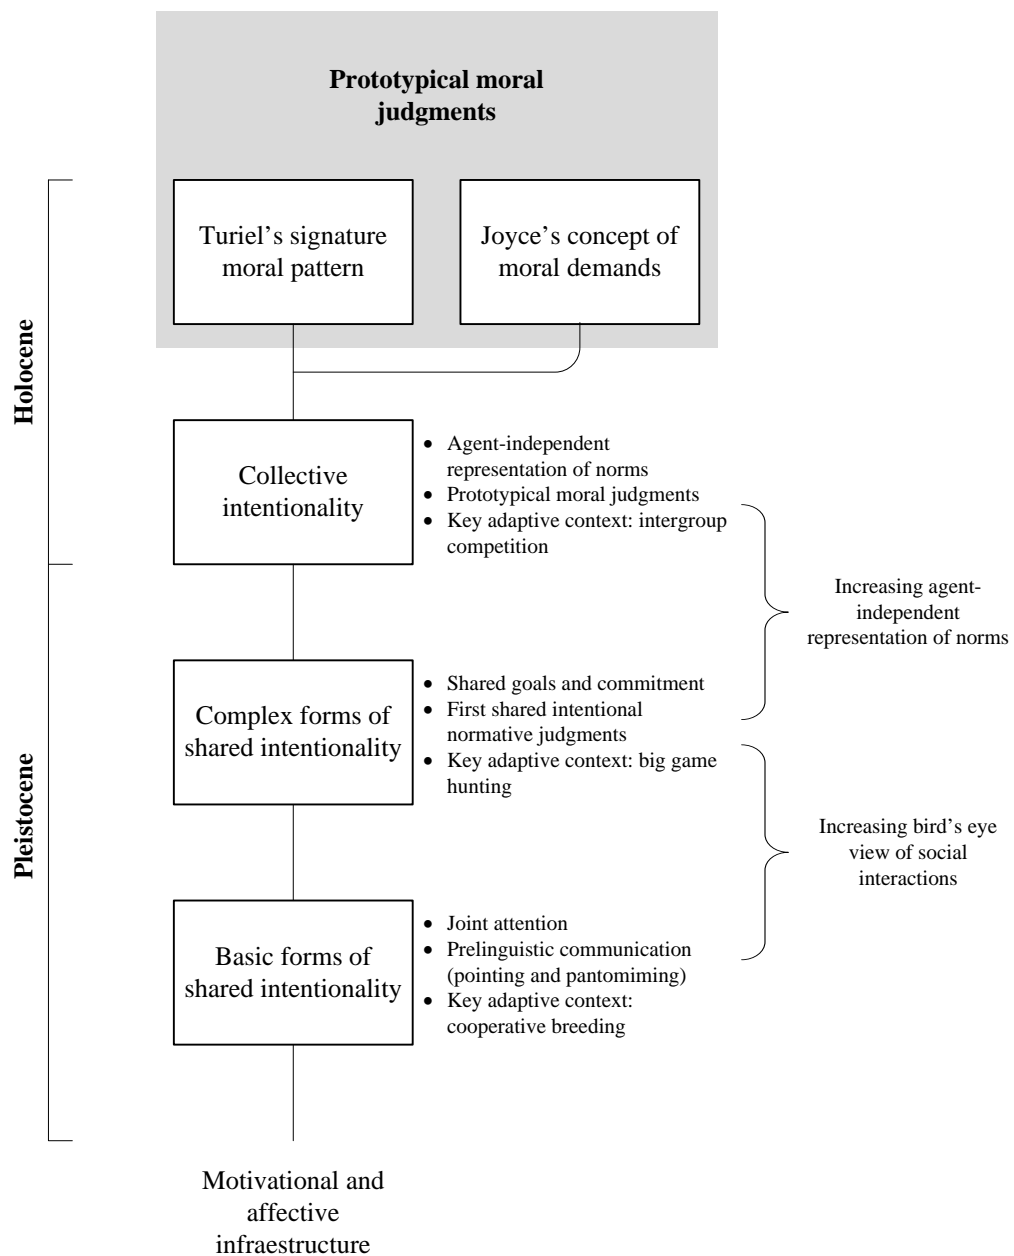 Prototypical moral
judgments
Turiel’s signature
moral pattern
Joyce’s concept of
moral demands
Holocene
Collective
intentionality
• Agent-independent
representation of norms
• Prototypical moral judgments
• Key adaptive context: intergroup
competition
Increasing agent-
independent
representation of norms
Pleistocene
Complex forms of
shared intentionality
• Shared goals and commitment
• First shared intentional
normative judgments
• Key adaptive context: big game
hunting
Increasing bird’s eye
view of social
interactions
Basic forms of
shared intentionality
• Joint attention
• Prelinguistic communication
(pointing and pantomiming)
• Key adaptive context:
cooperative breeding
Motivational and
affective
infraestructure